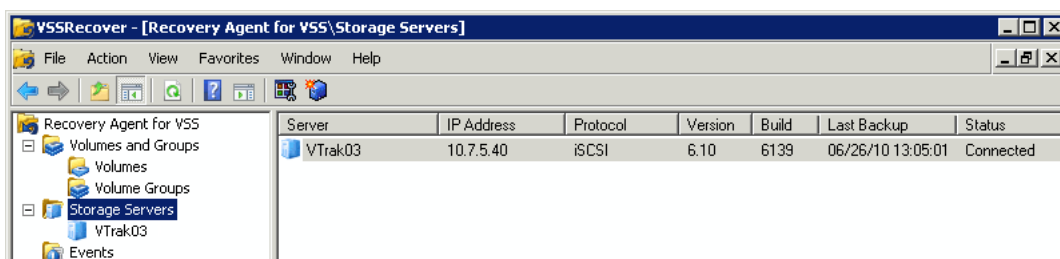 VSSRecover - [Recovery Agent for VSS\Storage Servers]
File Action View Favorites Window Help
Recovery Agent for VSS
Volumes and Groups
Volumes
Volume Groups
Storage Servers
VTrak03
Events
Server IP Address Protocol Version Build Last Backup Status
VTrak03 10.7.5.40 iSCSI 6.10 6139 06/26/10 13:05:01 Connected